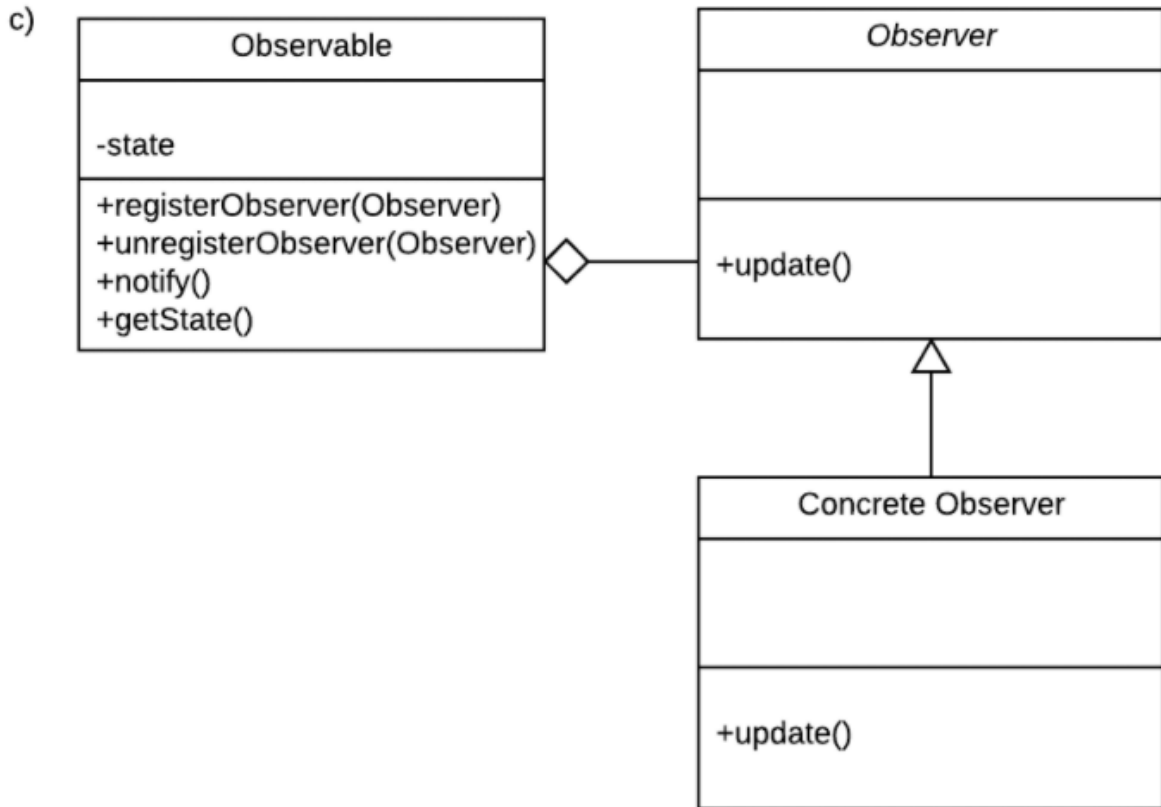 c)
Observable
-state
+registerObserver(Observer)
+unregisterObserver(Observer)
+notify()
+getState()
Observer
+update()
Concrete Observer
+update()